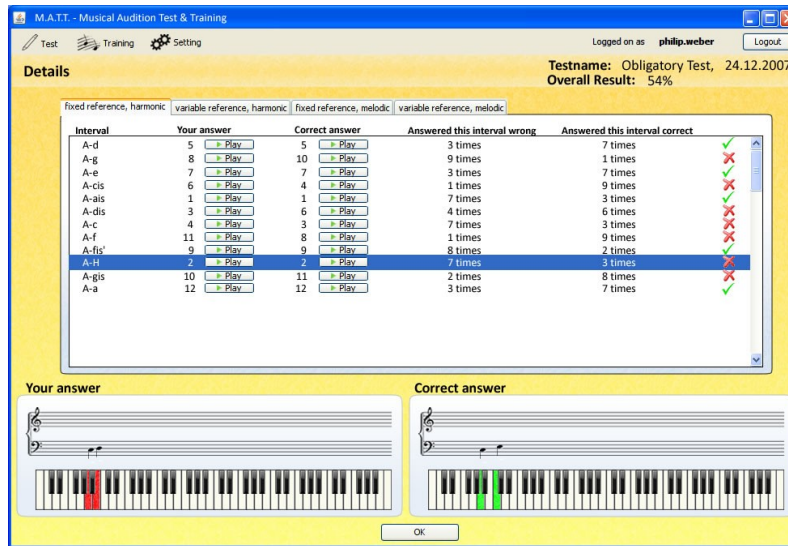 M.A.T.T. - Musical Audition Test & Training
Test Training Setting Logged on as philip.weber Logout
Details Testname: Obligatory Test, 24.12.2007
Overall Result: 54%
fixed reference, harmonic variable reference, harmonic fixed reference, melodic variable reference, melodic
Interval Your answer Correct answer Answered this interval wrong Answered this interval correct
A-d 5 Play 5 Play 3 times 7 times
A-g 8 Play 10 Play 9 times 1 times
A-e 7 Play 7 Play 3 times 7 times
A-cis 6 Play 4 Play 1 times 9 times
A-ais 1 Play 1 Play 7 times 3 times
A-dis 3 Play 6 Play 4 times 6 times
A-c 4 Play 3 Play 7 times 3 times
A-f 11 Play 8 Play 1 times 9 times
A-fis' 9 Play 9 Play 8 times 2 times
A-H 2 Play 2 Play 7 times 3 times
A-gis 10 Play 11 Play 2 times 8 times
A-a 12 Play 12 Play 3 times 7 times
Your answer Correct answer
OK